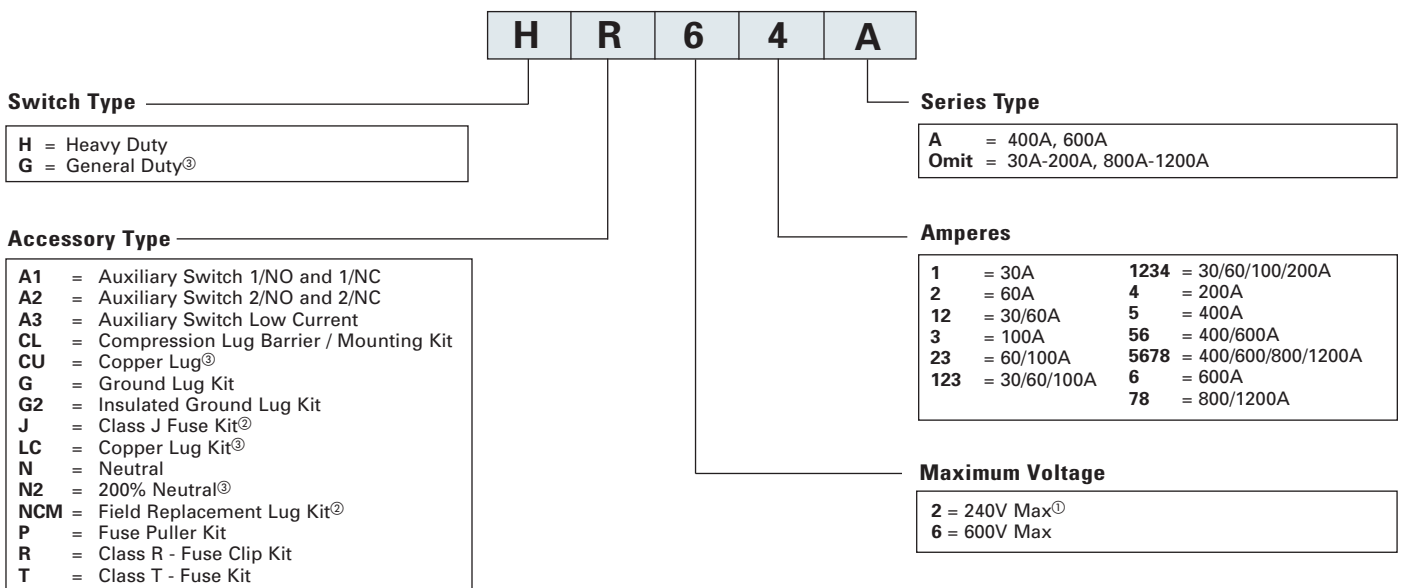 H R 6 4 A
Switch Type
H = Heavy Duty
G = General Duty③
Accessory Type
A1 = Auxiliary Switch 1/NO and 1/NC
A2 = Auxiliary Switch 2/NO and 2/NC
A3 = Auxiliary Switch Low Current
CL = Compression Lug Barrier / Mounting Kit
CU = Copper Lug③
G = Ground Lug Kit
G2 = Insulated Ground Lug Kit
J = Class J Fuse Kit②
LC = Copper Lug Kit③
N = Neutral
N2 = 200% Neutral③
NCM = Field Replacement Lug Kit②
P = Fuse Puller Kit
R = Class R - Fuse Clip Kit
T = Class T - Fuse Kit
Series Type
A = 400A, 600A
Omit = 30A-200A, 800A-1200A
Amperes
1 = 30A
2 = 60A
12 = 30/60A
3 = 100A
23 = 60/100A
123 = 30/60/100A
1234 = 30/60/100/200A
4 = 200A
5 = 400A
56 = 400/600A
5678 = 400/600/800/1200A
6 = 600A
78 = 800/1200A
Maximum Voltage
2 = 240V Max①
6 = 600V Max